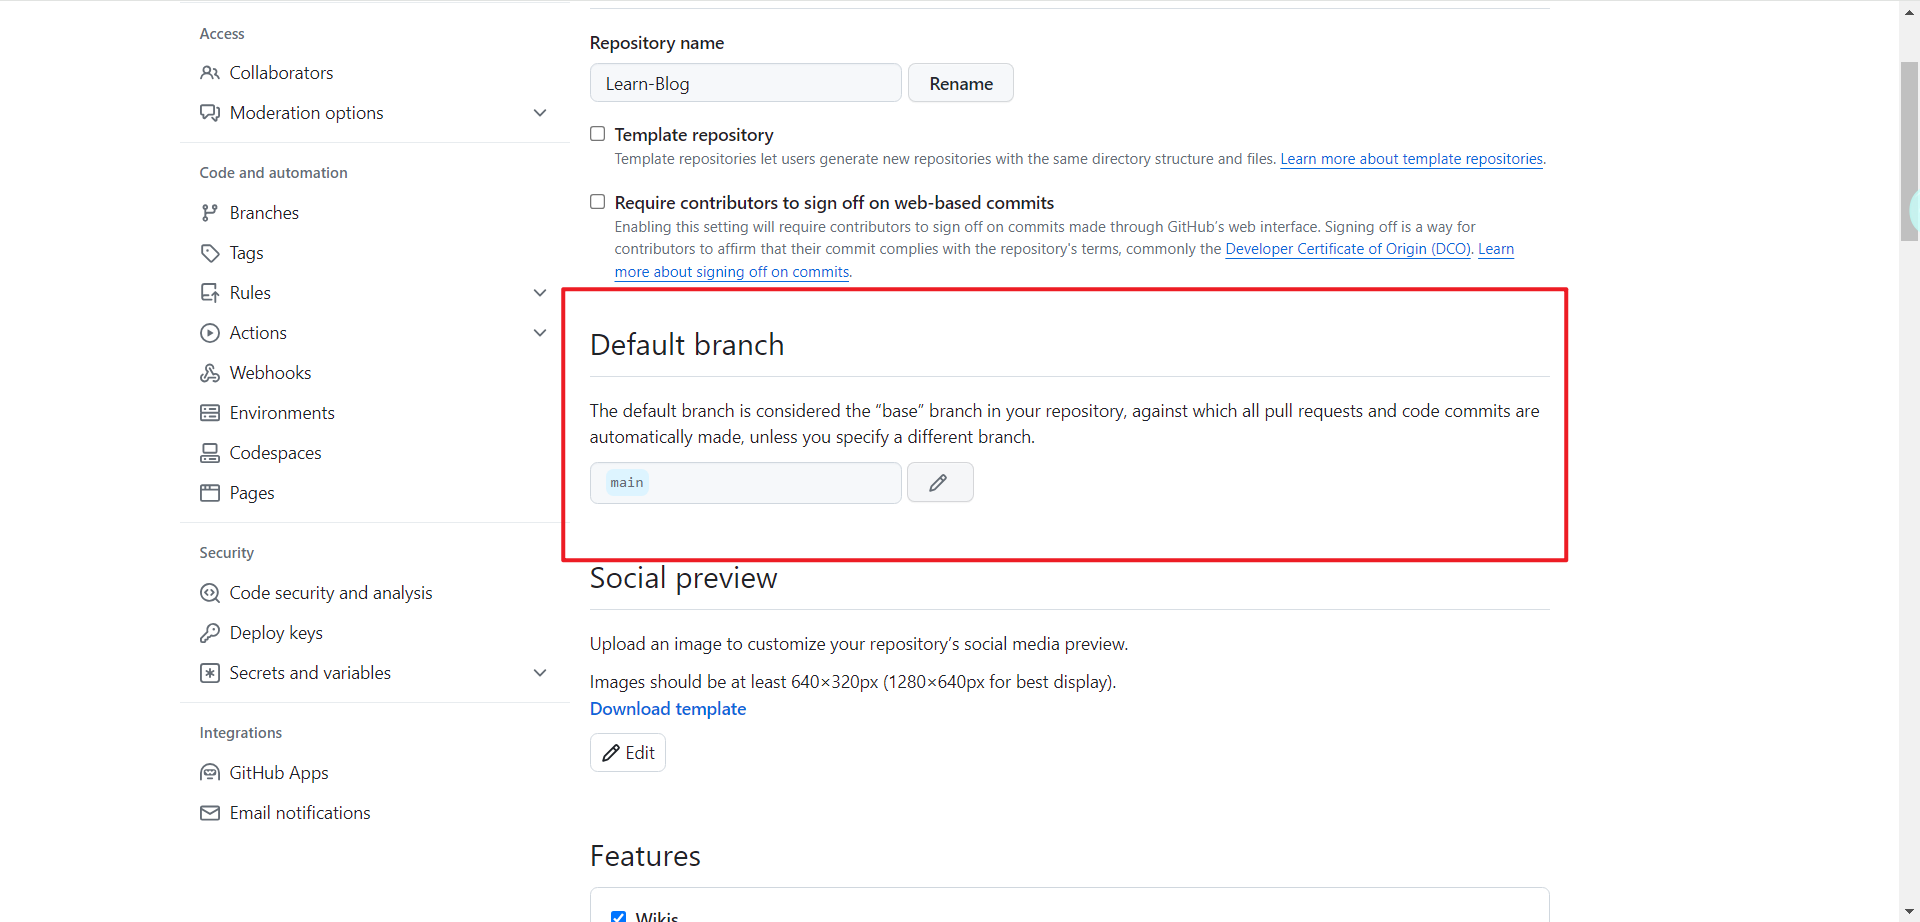 Access
Collaborators
Moderation options
Code and automation
Branches
Tags
Rules
Actions
Webhooks
Environments
Codespaces
Pages
Security
Code security and analysis
Deploy keys
Secrets and variables
Integrations
GitHub Apps
Email notifications
Repository name
Learn-Blog
Rename
Template repository
Template repositories let users generate new repositories with the same directory structure and files. Learn more about template repositories.
Require contributors to sign off on web-based commits
Enabling this setting will require contributors to sign off on commits made through GitHub’s web interface. Signing off is a way for
contributors to affirm that their commit complies with the repository's terms, commonly the Developer Certificate of Origin (DCO). Learn
more about signing off on commits.
Default branch
The default branch is considered the “base” branch in your repository, against which all pull requests and code commits are
automatically made, unless you specify a different branch.
main
Social preview
Upload an image to customize your repository’s social media preview.
Images should be at least 640×320px (1280×640px for best display).
Download template
Edit
Features
Wikis